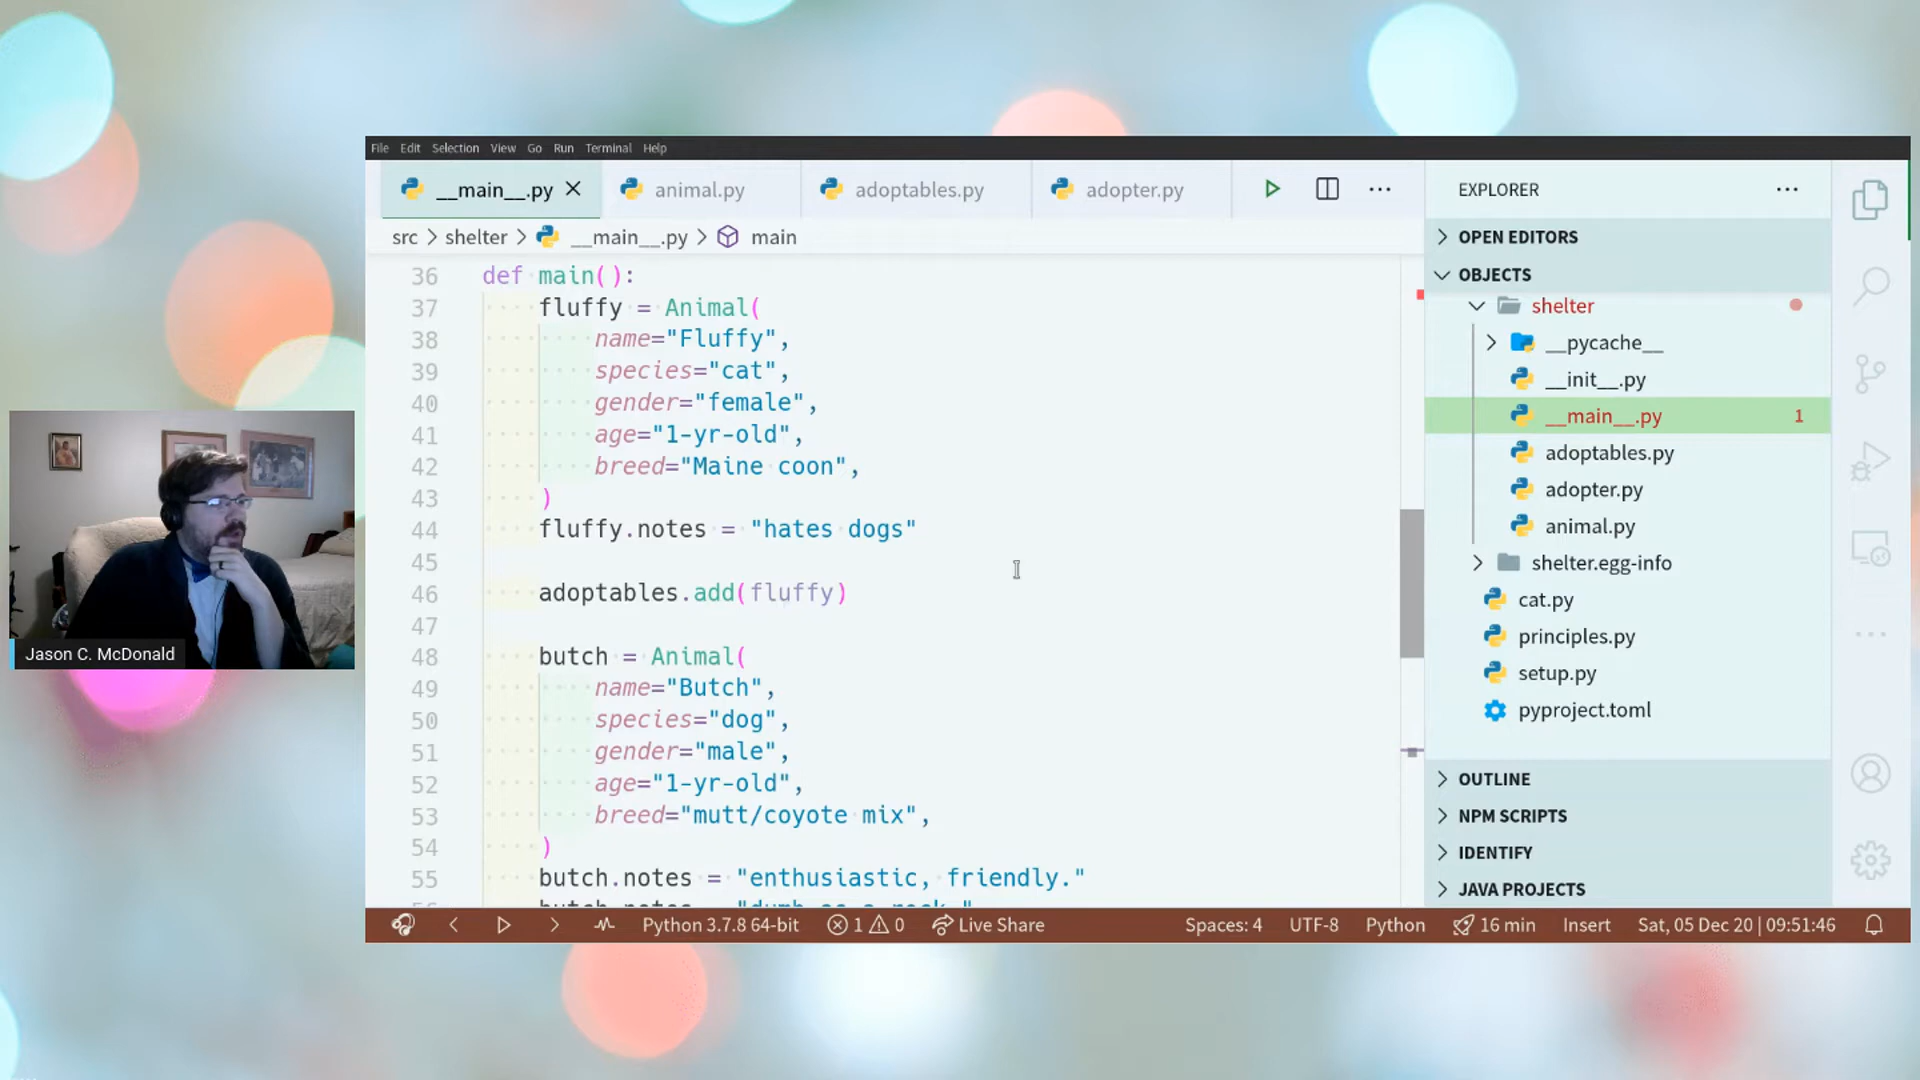 File Edit Selection View Go Run Terminal Help
__main__.py animal.py adoptables.py adopter.py
src > shelter > __main__.py > main
36 def main():
37 fluffy = Animal(
38 name="Fluffy",
39 species="cat",
40 gender="female",
41 age="1-yr-old",
42 breed="Maine coon",
43 )
44 fluffy.notes = "hates dogs"
45
46 adoptables.add(fluffy)
47
48 butch = Animal(
49 name="Butch",
50 species="dog",
51 gender="male",
52 age="1-yr-old",
53 breed="mutt/coyote mix",
54 )
55 butch.notes = "enthusiastic, friendly."
EXPLORER
OPEN EDITORS
OBJECTS
shelter
__pycache__
__init__.py
__main__.py 1
adoptables.py
adopter.py
animal.py
shelter.egg-info
cat.py
principles.py
setup.py
pyproject.toml
OUTLINE
NPM SCRIPTS
IDENTIFY
JAVA PROJECTS
Python 3.7.8 64-bit 1 0 Live Share Spaces: 4 UTF-8 Python 16 min Insert Sat, 05 Dec 20 | 09:51:46
Jason C. McDonald